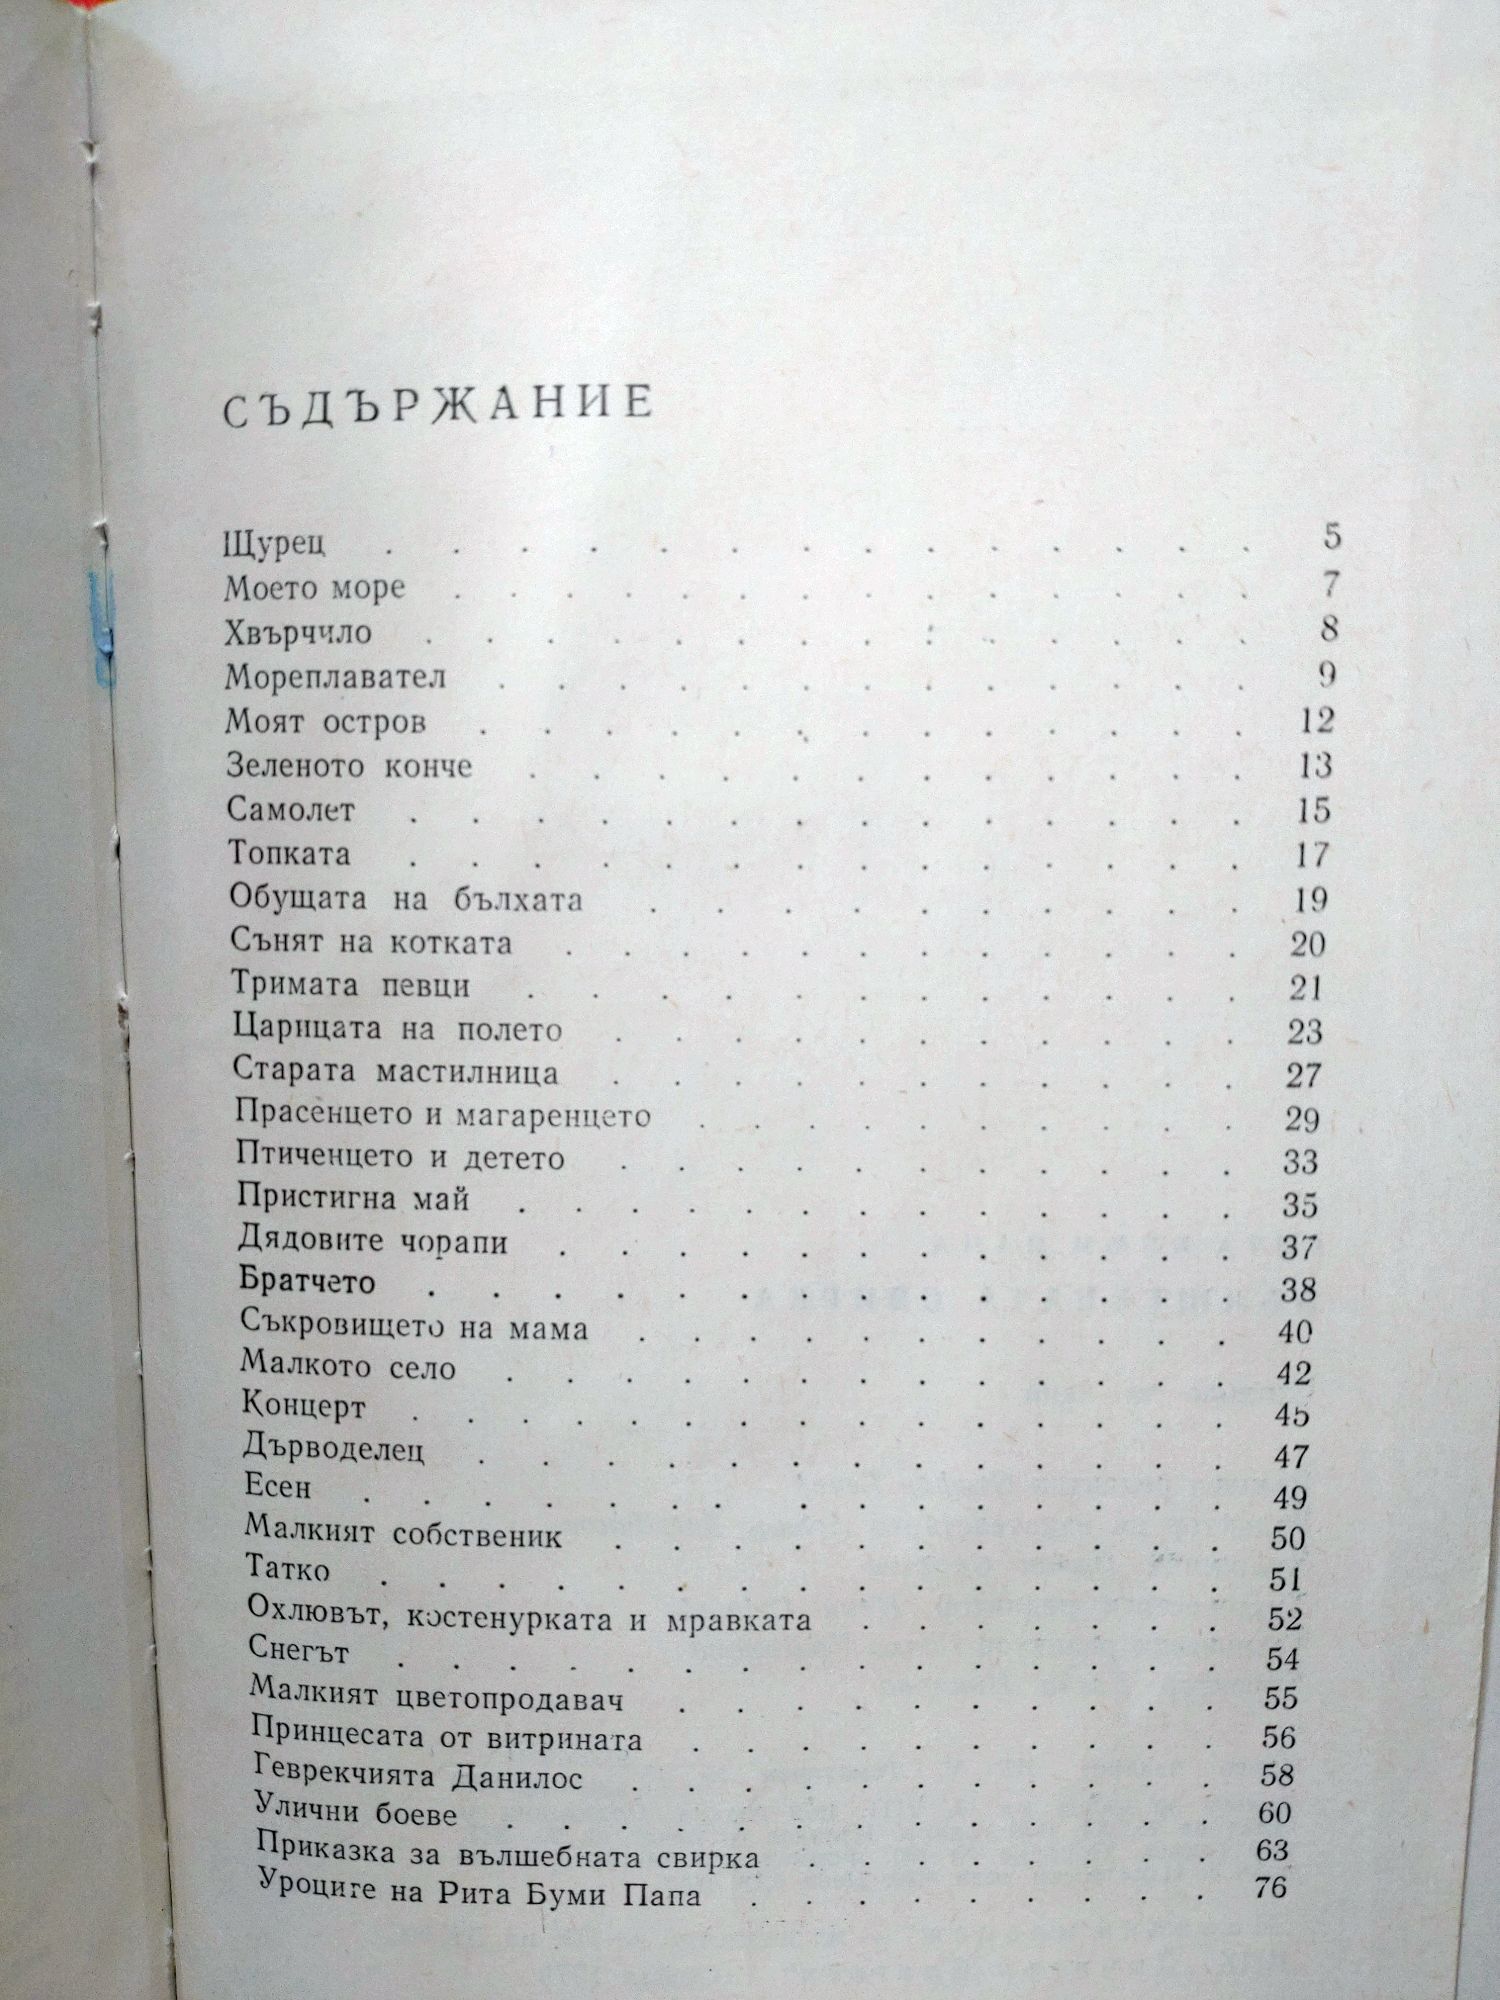 СЪДЪРЖАНИЕ
Щурец . . . . . . . . . . . . . . 5
Моето море . . . . . . . . . . . . . 7
Хвърчило . . . . . . . . . . . . . . 8
Мореплавател . . . . . . . . . . . . . 9
Моят остров . . . . . . . . . . . . . 12
Зеленото конче . . . . . . . . . . . . 13
Самолет . . . . . . . . . . . . . . 15
Топката . . . . . . . . . . . . . . 17
Обущата на бълхата . . . . . . . . . . 19
Сънят на котката . . . . . . . . . . . . 20
Тримата певци . . . . . . . . . . . . 21
Царицата на полето . . . . . . . . . . . 23
Старата мастилница . . . . . . . . . . . 27
Прасенцето и магаренцето . . . . . . . . . . 29
Птиченцето и детето . . . . . . . . . . . 33
Пристигна май . . . . . . . . . . . . . 35
Дядовите чорапи . . . . . . . . . . . . 37
Братчето . . . . . . . . . . . . . . 38
Съкровището на мама . . . . . . . . . . . 40
Малкото село . . . . . . . . . . . . . 42
Концерт . . . . . . . . . . . . . . 45
Дърводелец . . . . . . . . . . . . . 47
Есен . . . . . . . . . . . . . . . 49
Малкият собственик . . . . . . . . . . . 50
Татко . . . . . . . . . . . . . . . 51
Охлювът, костенурката и мравката . . . . . . . 52
Снегът . . . . . . . . . . . . . . . 54
Малкият цветопродавач . . . . . . . . . . 55
Принцесата от витрината . . . . . . . . . . 56
Геврекчията Данилос . . . . . . . . . . . 58
Улични боеве . . . . . . . . . . . . . 60
Приказка за вълшебната свирка . . . . . . . . 63
Уроците на Рита Буми Папа . . . . . . . . . 76